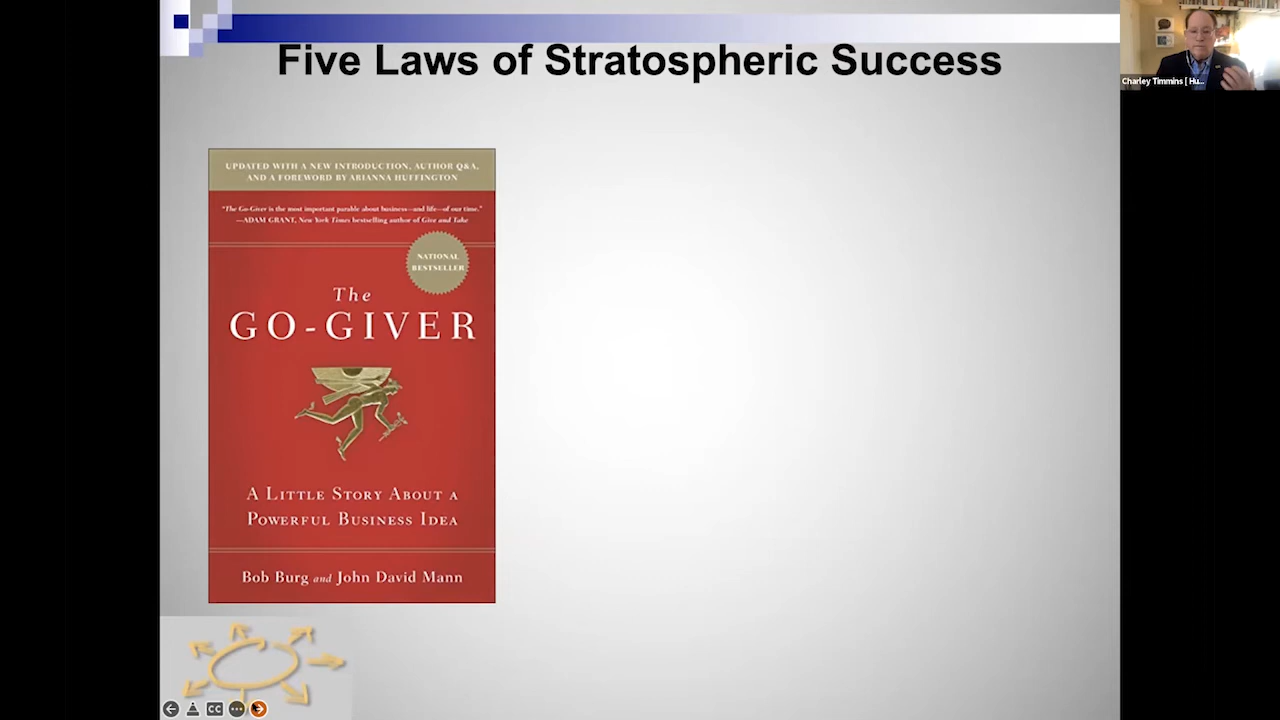 Five Laws of Stratospheric Success
Charley Timmins [ Hu...
UPDATED WITH A NEW INTRODUCTION, AUTHOR Q&A,
AND A FOREWORD BY ARIANNA HUFFINGTON
"The Go-Giver is the most important parable about business—and life—of our time."
—ADAM GRANT, New York Times bestselling author of Give and Take
NATIONAL
BESTSELLER
The
GO-GIVER
A LITTLE STORY ABOUT A
POWERFUL BUSINESS IDEA
Bob Burg and John David Mann
CC